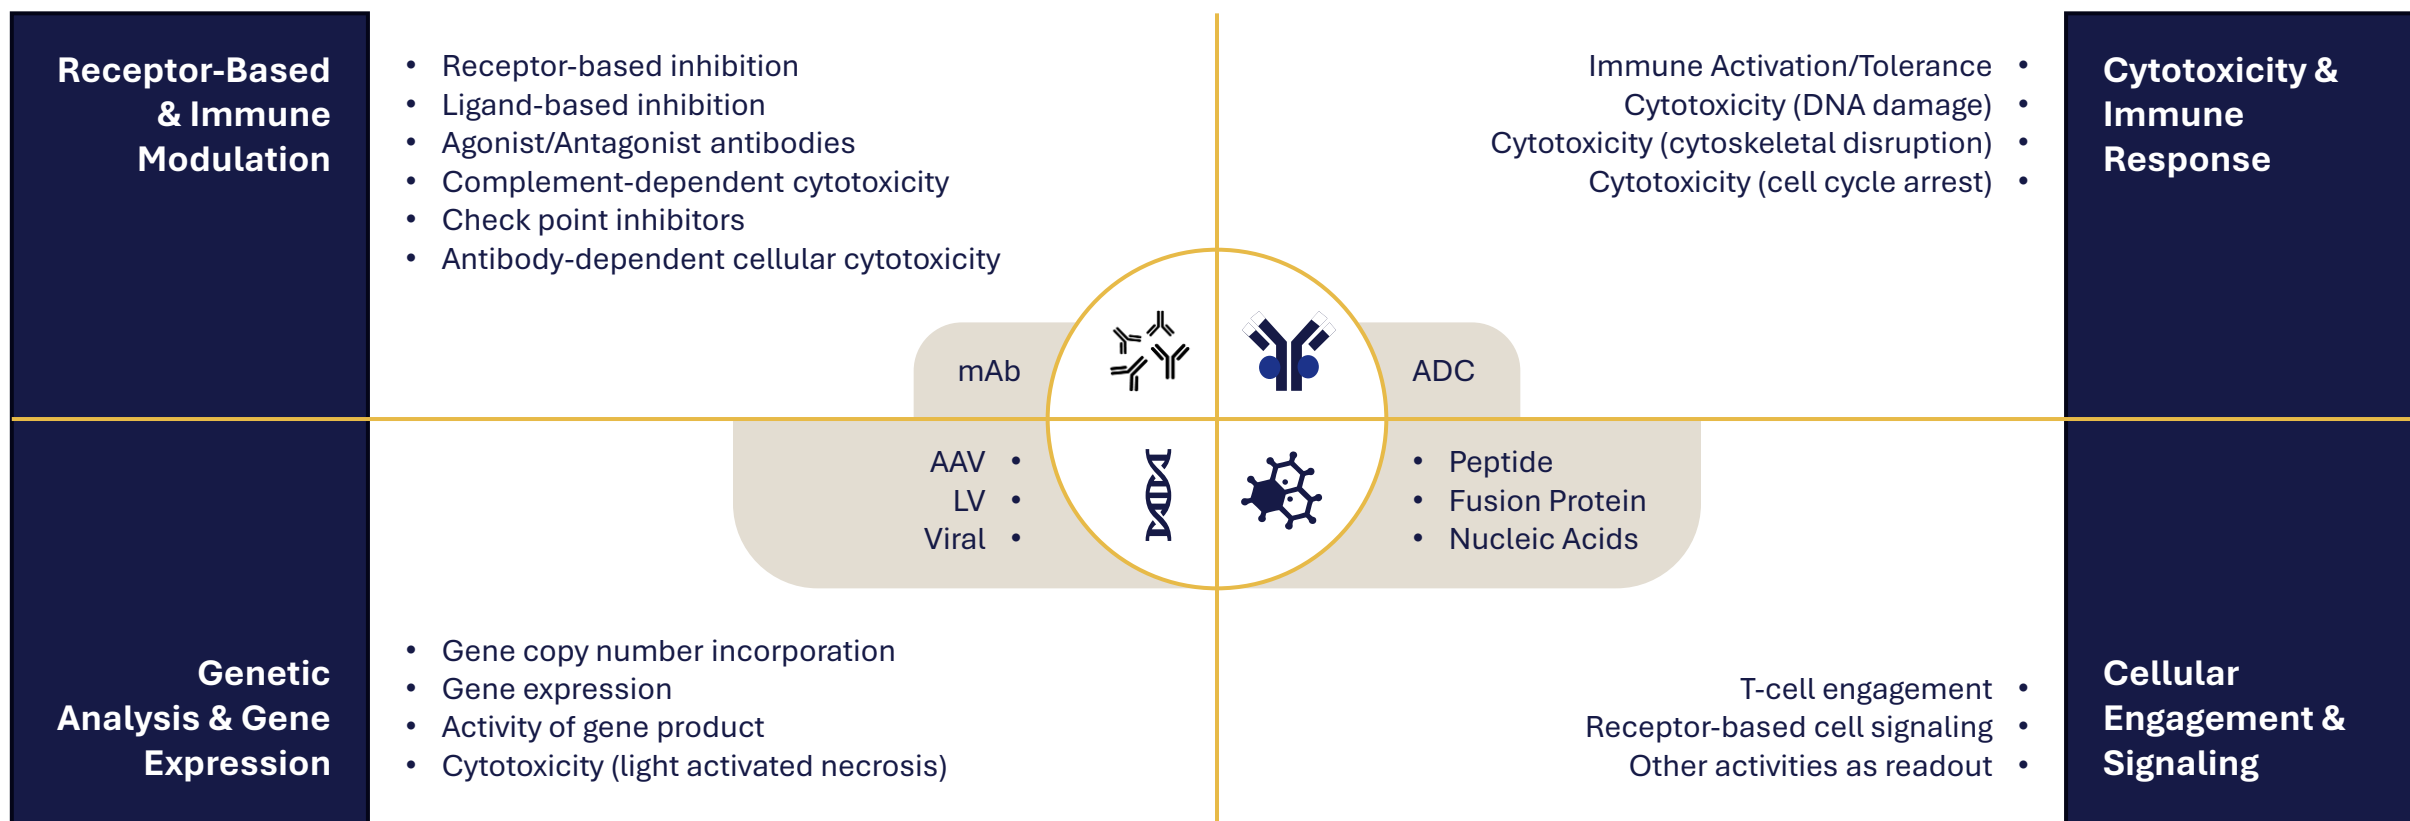 Receptor-Based
& Immune
Modulation
• Receptor-based inhibition
• Ligand-based inhibition
• Agonist/Antagonist antibodies
• Complement-dependent cytotoxicity
• Check point inhibitors
• Antibody-dependent cellular cytotoxicity
mAb
Immune Activation/Tolerance •
Cytotoxicity (DNA damage) •
Cytotoxicity (cytoskeletal disruption) •
Cytotoxicity (cell cycle arrest) •
Cytotoxicity &
Immune
Response
ADC
AAV •
LV •
Viral •
Genetic
Analysis & Gene
Expression
• Gene copy number incorporation
• Gene expression
• Activity of gene product
• Cytotoxicity (light activated necrosis)
• Peptide
• Fusion Protein
• Nucleic Acids
T-cell engagement •
Receptor-based cell signaling •
Other activities as readout •
Cellular
Engagement &
Signaling